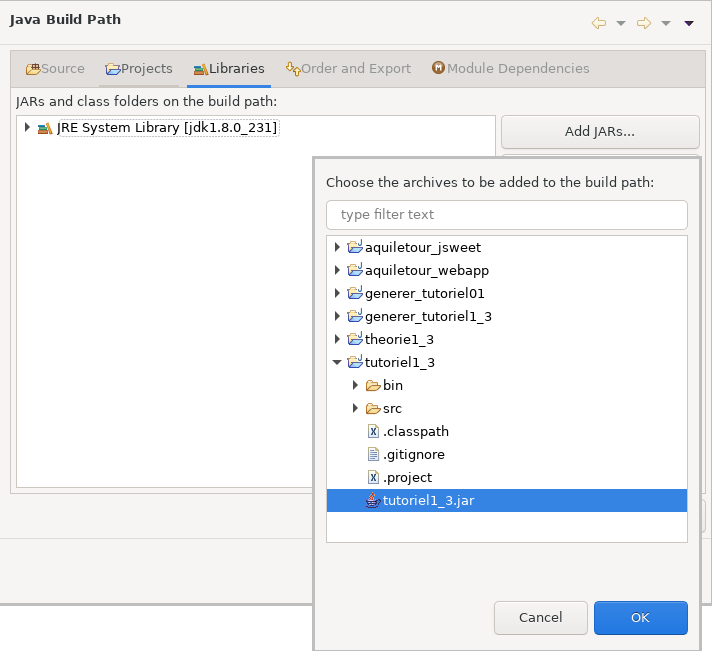 Java Build Path
Source Projects Libraries Order and Export Module Dependencies
JARs and class folders on the build path:
JRE System Library [jdk1.8.0_231]
Add JARs...
Choose the archives to be added to the build path:
type filter text
aquiletour_jsweet
aquiletour_webapp
generer_tutoriel01
generer_tutoriel1_3
theorie1_3
tutoriel1_3
bin
src
.classpath
.gitignore
.project
tutoriel1_3.jar
Cancel OK